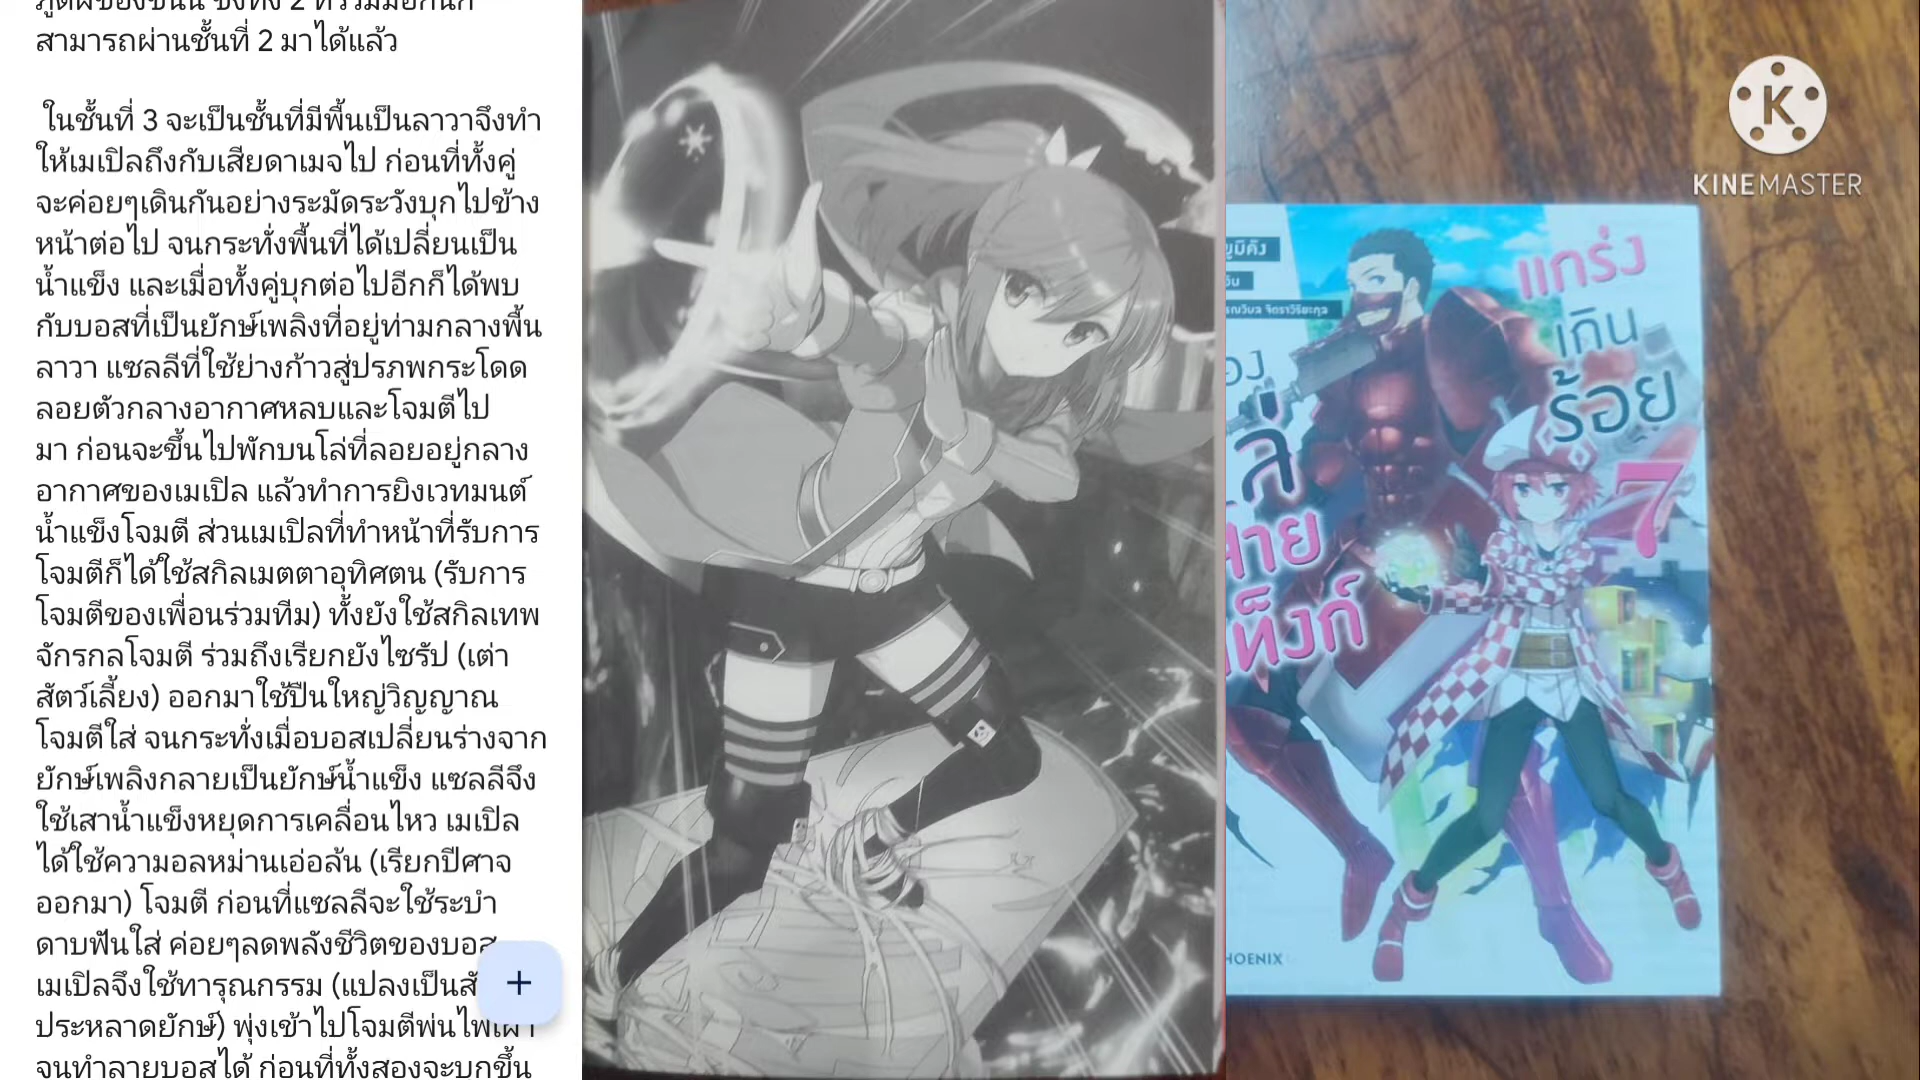 สามารถผ่านชั้นที่ 2 มาได้แล้ว
ในชั้นที่ 3 จะเป็นชั้นที่มีพื้นเป็นลาวาจึงทำ
ให้เมเปิลถึงกับเสียดาเมจไป ก่อนที่ทั้งคู่
จะค่อยๆเดินกันอย่างระมัดระวังบุกไปข้าง
หน้าต่อไป จนกระทั่งพื้นที่ได้เปลี่ยนเป็น
น้ำแข็ง และเมื่อทั้งคู่บุกต่อไปอีกก็ได้พบ
กับบอสที่เป็นยักษ์เพลิงที่อยู่ท่ามกลางพื้น
ลาวา แซลลีที่ใช้ย่างก้าวสู่ปรภพกระโดด
ลอยตัวกลางอากาศหลบและโจมตีไป
มา ก่อนจะขึ้นไปพักบนโล่ที่ลอยอยู่กลาง
อากาศของเมเปิล แล้วทำการยิงเวทมนต์
น้ำแข็งโจมตี ส่วนเมเปิลที่ทำหน้าที่รับการ
โจมตีก็ได้ใช้สกิลเมตตาอุทิศตน (รับการ
โจมตีของเพื่อนร่วมทีม) ทั้งยังใช้สกิลเทพ
จักรกลโจมตี ร่วมถึงเรียกยังไซรัป (เต่า
สัตว์เลี้ยง) ออกมาใช้ปืนใหญ่วิญญาณ
โจมตีใส่ จนกระทั่งเมื่อบอสเปลี่ยนร่างจาก
ยักษ์เพลิงกลายเป็นยักษ์น้ำแข็ง แซลลีจึง
ใช้เสาน้ำแข็งหยุดการเคลื่อนไหว เมเปิล
ได้ใช้ความอลหม่านเอ่อล้น (เรียกปีศาจ
ออกมา) โจมตี ก่อนที่แซลลีจะใช้ระบำ
ดาบฟันใส่ ค่อยๆลดพลังชีวิตของบอส
เมเปิลจึงใช้ทารุณกรรม (แปลงเป็นสั
ประหลาดยักษ์) พุ่งเข้าไปโจมตีพ่นไฟเผา
จนทำลายบอสได้ ก่อนที่ทั้งสองจะบุกขึ้น
+
K
KINEMASTER
แกร่ง
เกิน
ร้อย
7